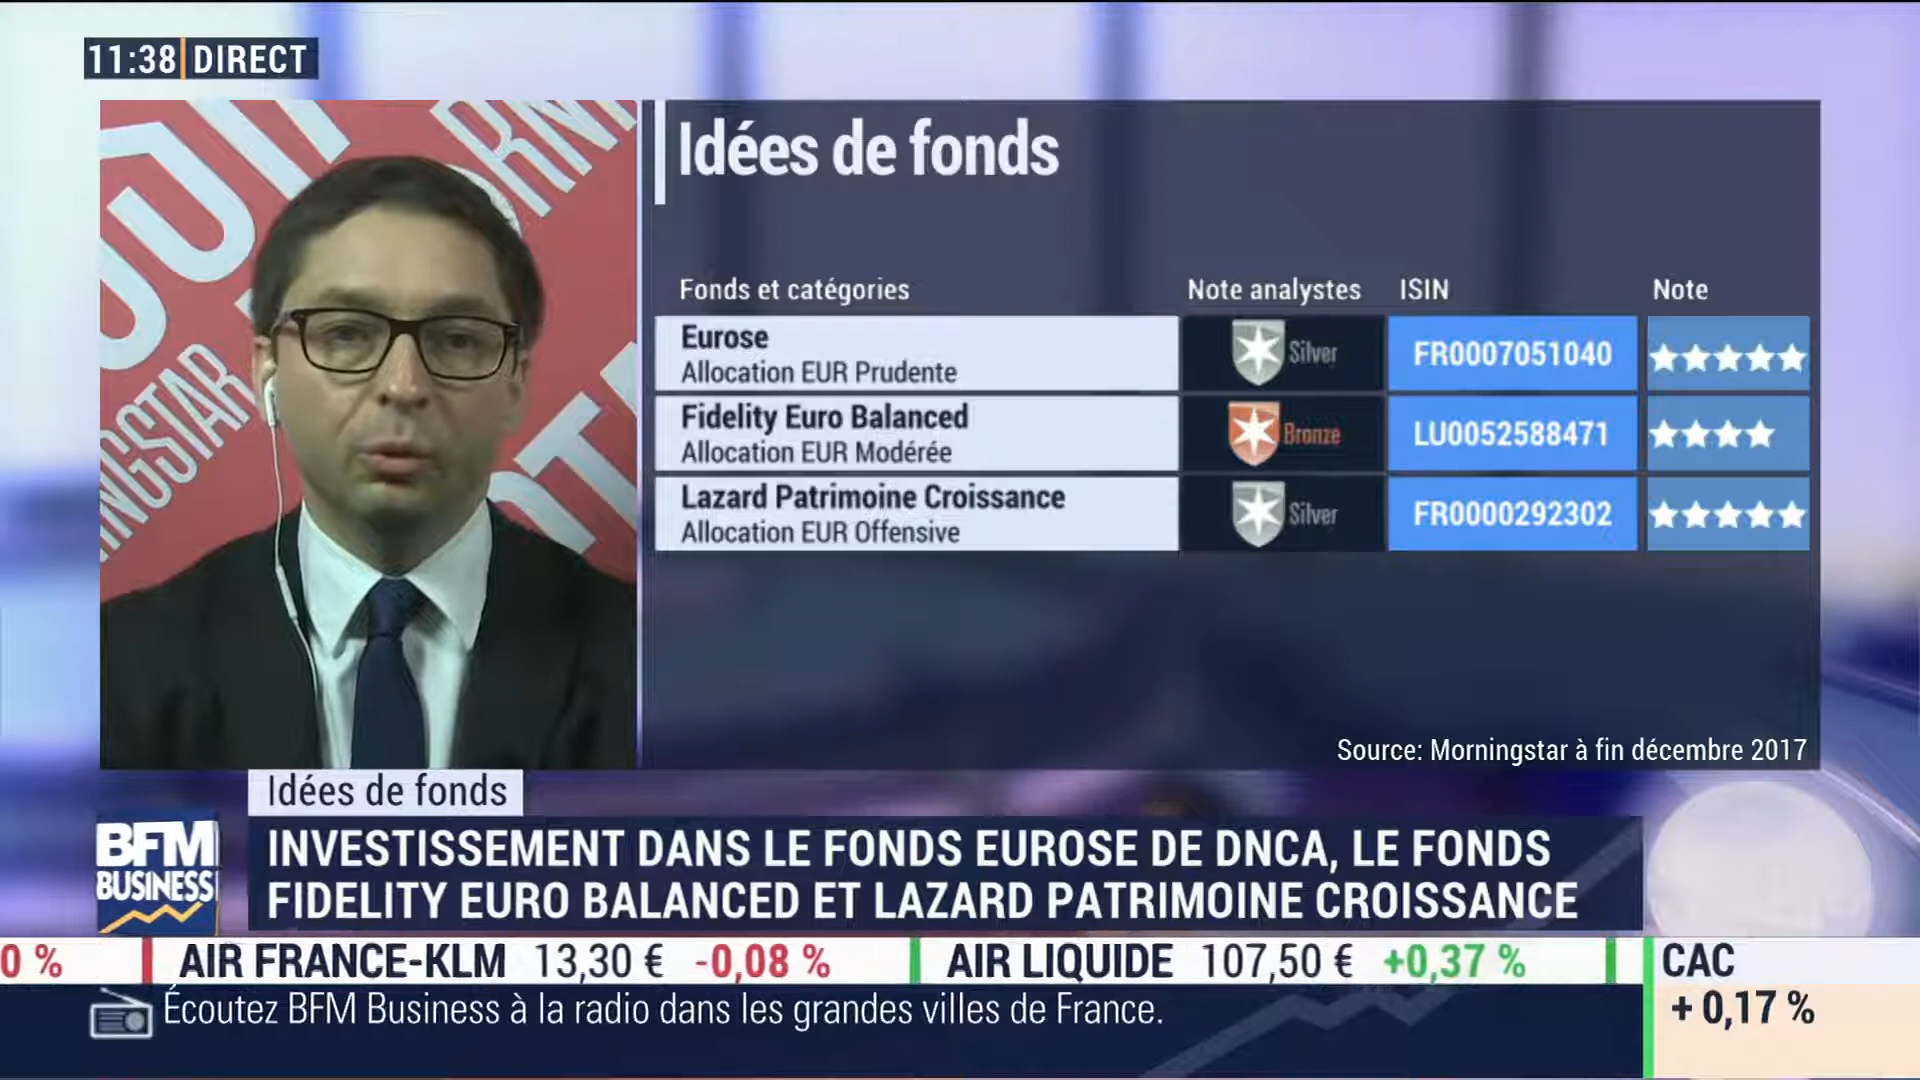 11:38 DIRECT
Idées de fonds
Fonds et catégories Note analystes ISIN Note
Eurose
Allocation EUR Prudente
Silver
FR0007051040
Fidelity Euro Balanced
Allocation EUR Modérée
Bronze
LU0052588471
Lazard Patrimoine Croissance
Allocation EUR Offensive
Silver
FR0000292302
Source: Morningstar à fin décembre 2017
NINGSTAR
Idées de fonds
BFM
BUSINESS
INVESTISSEMENT DANS LE FONDS EUROSE DE DNCA, LE FONDS
FIDELITY EURO BALANCED ET LAZARD PATRIMOINE CROISSANCE
0 % AIR FRANCE-KLM 13,30 € -0,08 % AIR LIQUIDE 107,50 € +0,37 %
CAC
+ 0,17 %
Écoutez BFM Business à la radio dans les grandes villes de France.